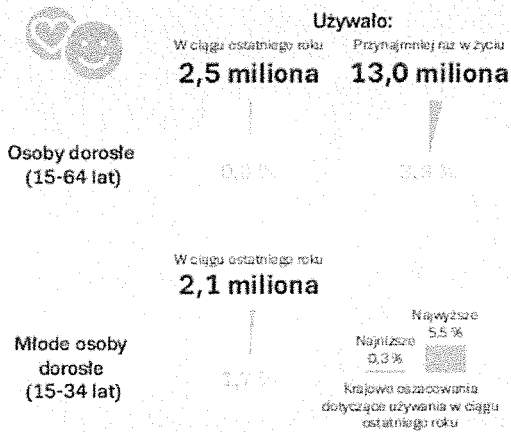 Używało:
W ciągu ostatniego roku
2,5 miliona
Przynajmniej raz w życiu
13,0 miliona
Osoby dorosłe
(15-64 lat)
W ciągu ostatniego roku
2,1 miliona
Młode osoby
dorosłe
(15-34 lat)
Najniższe
0,3 %
Najwyższe
5,5 %
Krajowe oszacowania
dotyczące używania w ciągu
ostatniego roku